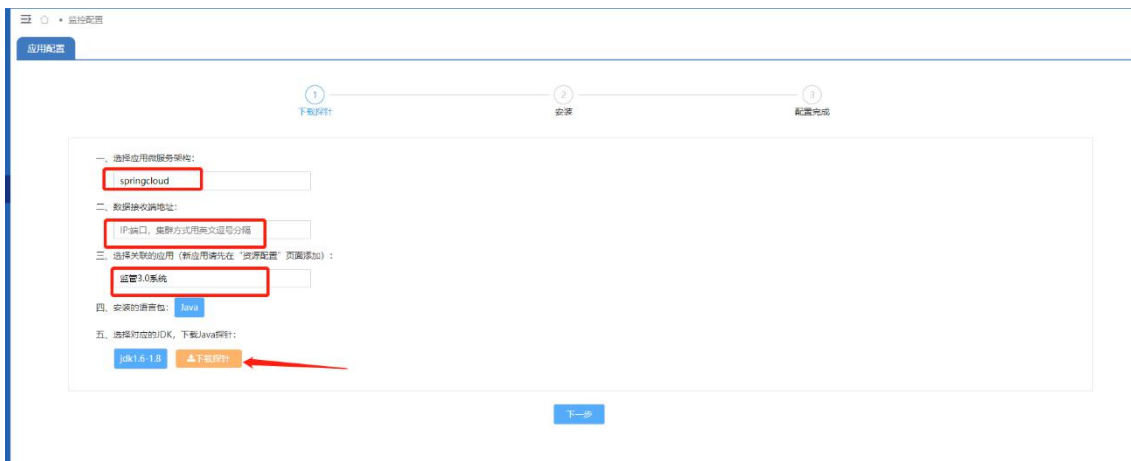 监控配置
应用配置
1
2
3
下载探针
安装
配置完成
一、选择应用微服务架构:
springcloud
二、数据接收端地址:
IP:端口，集群方式用英文逗号分隔
三、选择关联的应用（新应用请先在“资源配置”页面添加）:
监管3.0系统
四、安装的语言包: Java
五、选择对应的JDK，下载Java探针:
jdk1.6-1.8 下载探针
下一步